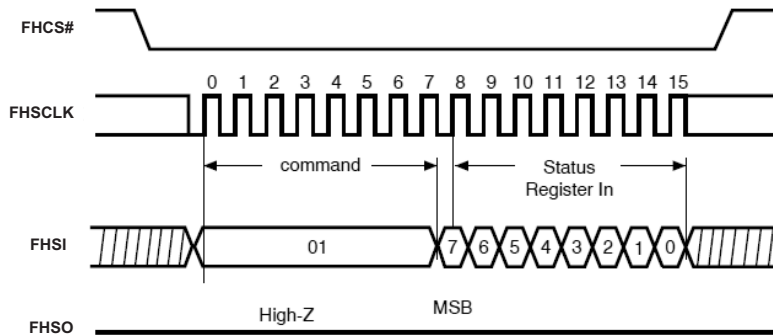 FHCS#
0 1 2 3 4 5 6 7 8 9 10 11 12 13 14 15
FHSCLK
command
Status
Register In
FHSI
01
7 6 5 4 3 2 1 0
High-Z
MSB
FHSO